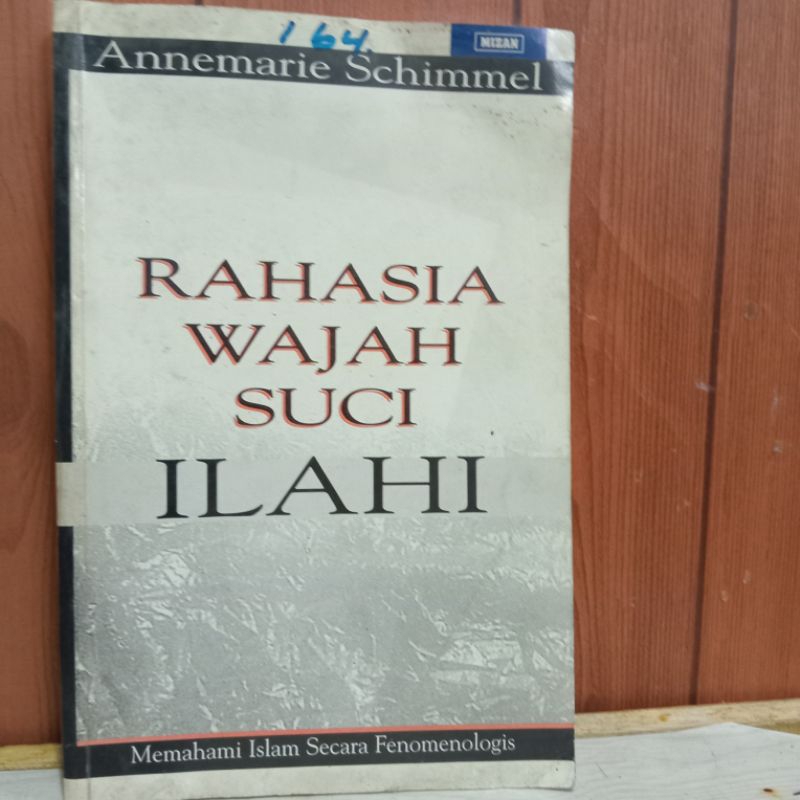 164.
MIZAN
Annemarie Schimmel
RAHASIA
WAJAH
SUCI
ILAHI
Memahami Islam Secara Fenomenologis